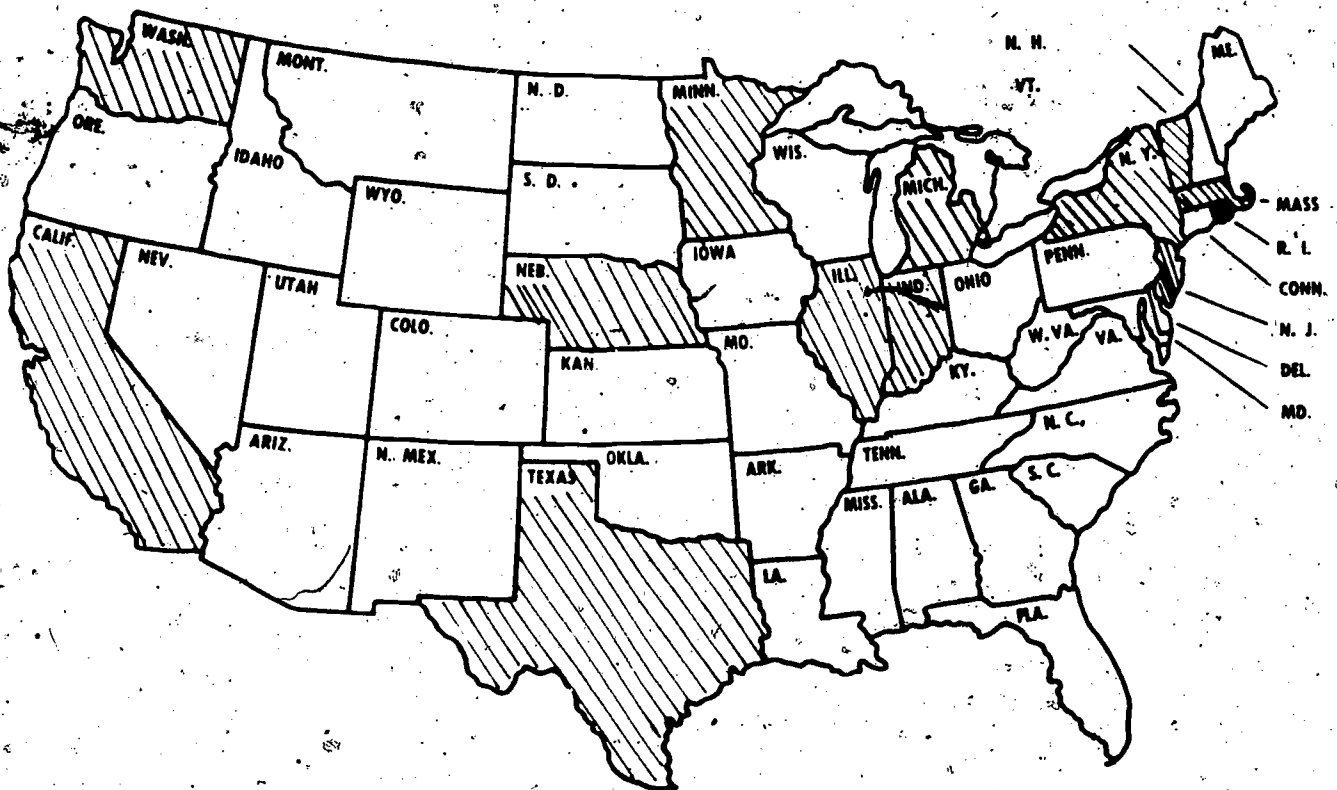 WASH.
N. H.
ME.
MONT.
N. D.
MINN.
VT.
ORE.
IDAHO
WIS.
N. Y.
S. D.
MICH.
WYO.
MASS
CALIF.
NEV.
IOWA
PENN.
R. I.
UTAH
NEB.
ILL.
IND.
OHIO
CONN.
COLO.
MO.
W. VA.
VA.
N. J.
KAN
KY.
DEL.
MD.
ARIZ.
N. MEX.
OKLA.
TENN.
N. C.
TEXAS
ARK.
MISS.
ALA.
GA.
S. C.
LA.
FLA.